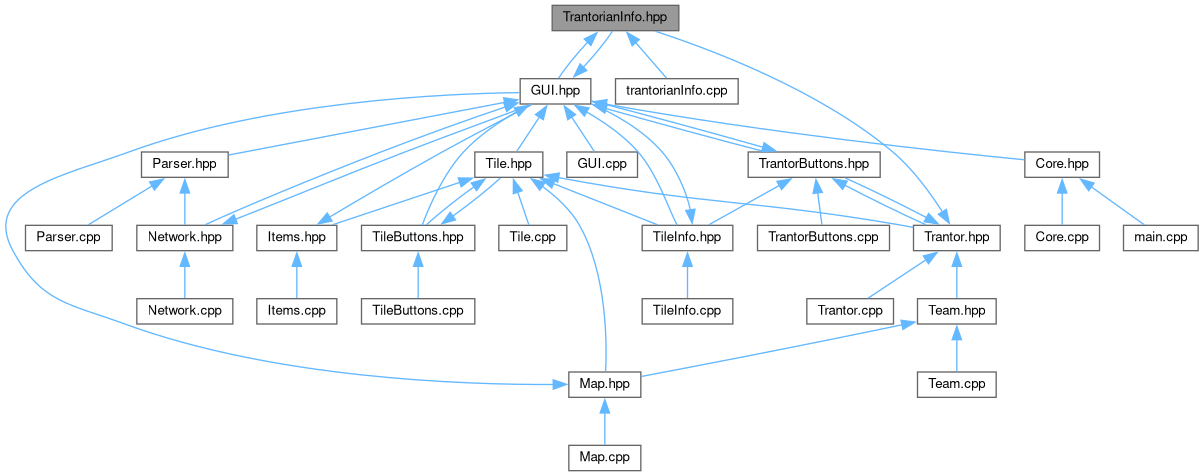 TrantorianInfo.hpp
GUI.hpp
trantorianInfo.cpp
Parser.hpp
Tile.hpp
GUI.cpp
TrantorButtons.hpp
Core.hpp
Parser.cpp
Network.hpp
Items.hpp
TileButtons.hpp
Tile.cpp
TileInfo.hpp
TrantorButtons.cpp
Trantor.hpp
Core.cpp
main.cpp
Network.cpp
Items.cpp
TileButtons.cpp
TileInfo.cpp
Trantor.cpp
Team.hpp
Map.hpp
Team.cpp
Map.cpp